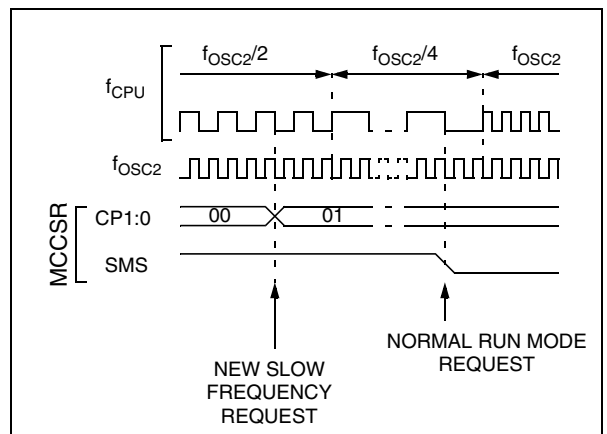 fOSC2/2 fOSC2/4 fOSC2
fCPU
fOSC2
MCCSR
CP1:0 00 01
SMS
NEW SLOW
FREQUENCY
REQUEST
NORMAL RUN MODE
REQUEST